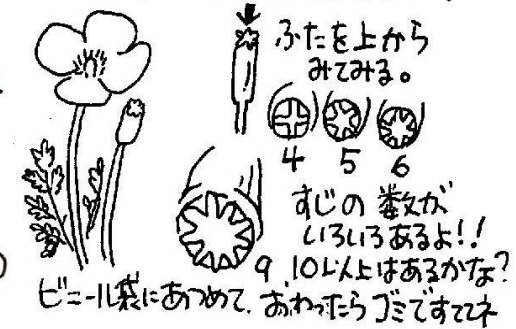 ふたを上から
みてみる。
4 5 6
すじの数が
いろいろあるよ!!
9 10以上はあるかな?
ビニール袋にあつめて、おわったらゴミですててネ